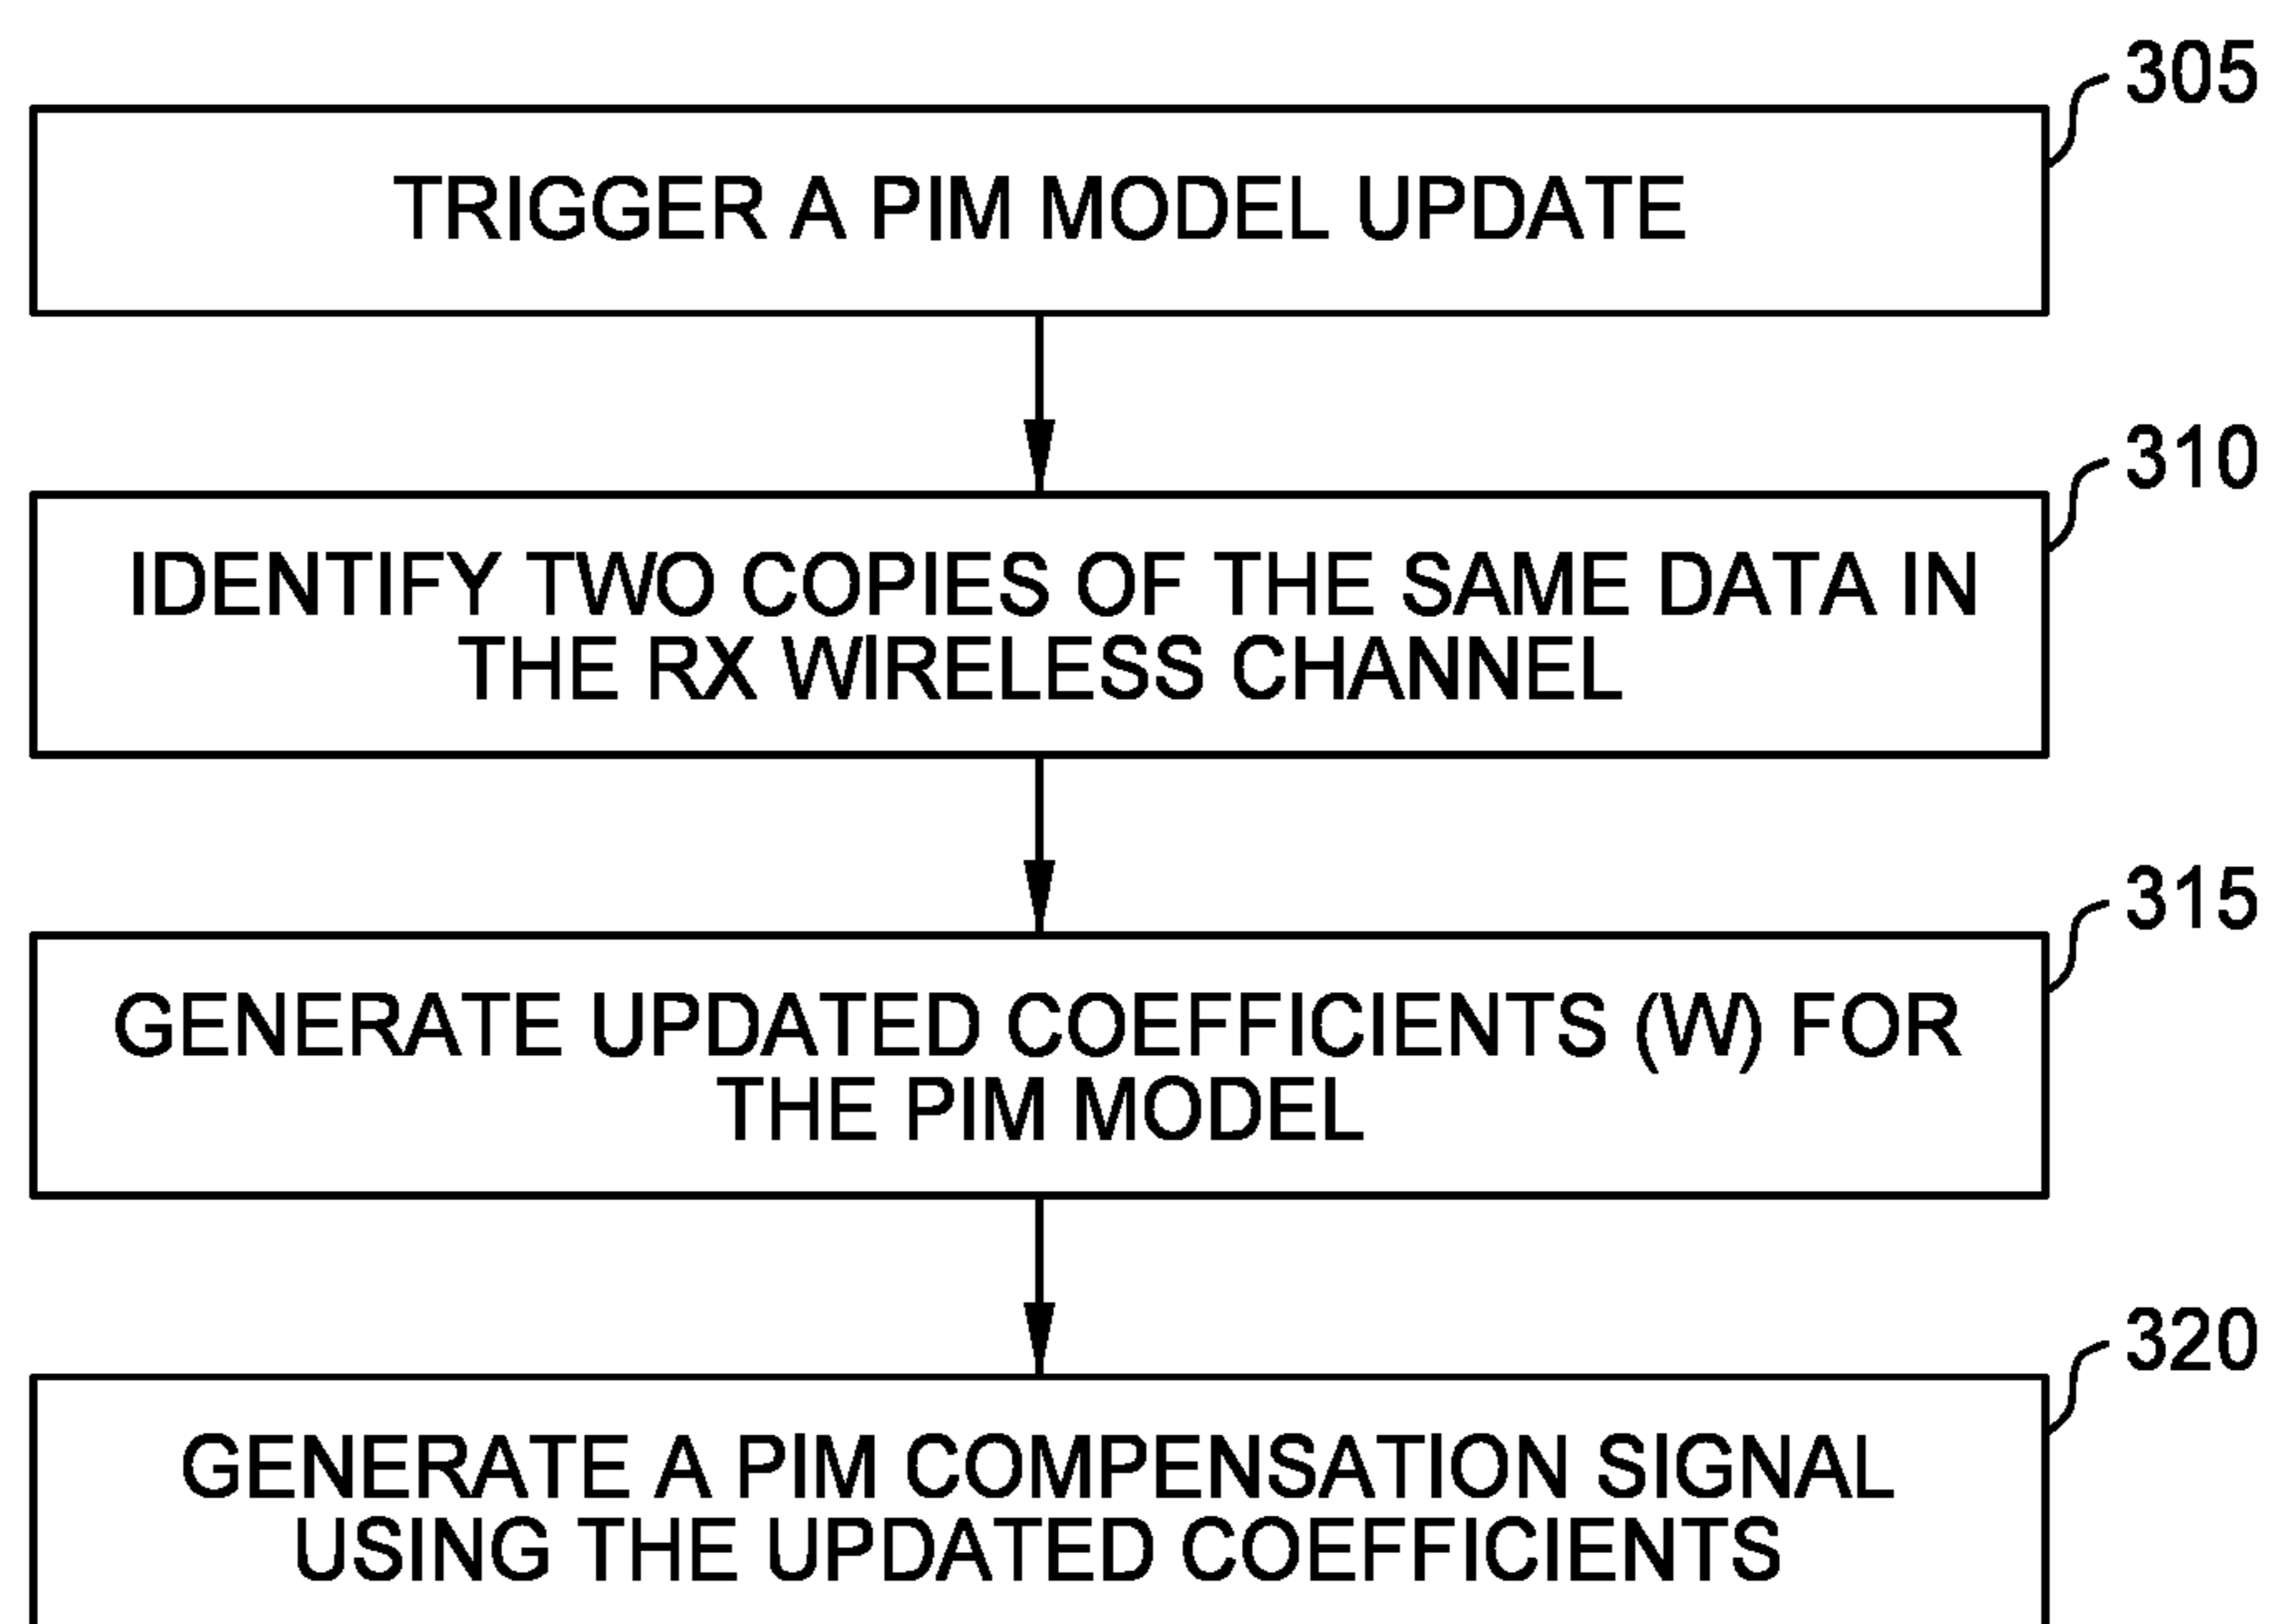 305
TRIGGER A PIM MODEL UPDATE
310
IDENTIFY TWO COPIES OF THE SAME DATA IN
THE RX WIRELESS CHANNEL
315
GENERATE UPDATED COEFFICIENTS (W) FOR
THE PIM MODEL
320
GENERATE A PIM COMPENSATION SIGNAL
USING THE UPDATED COEFFICIENTS